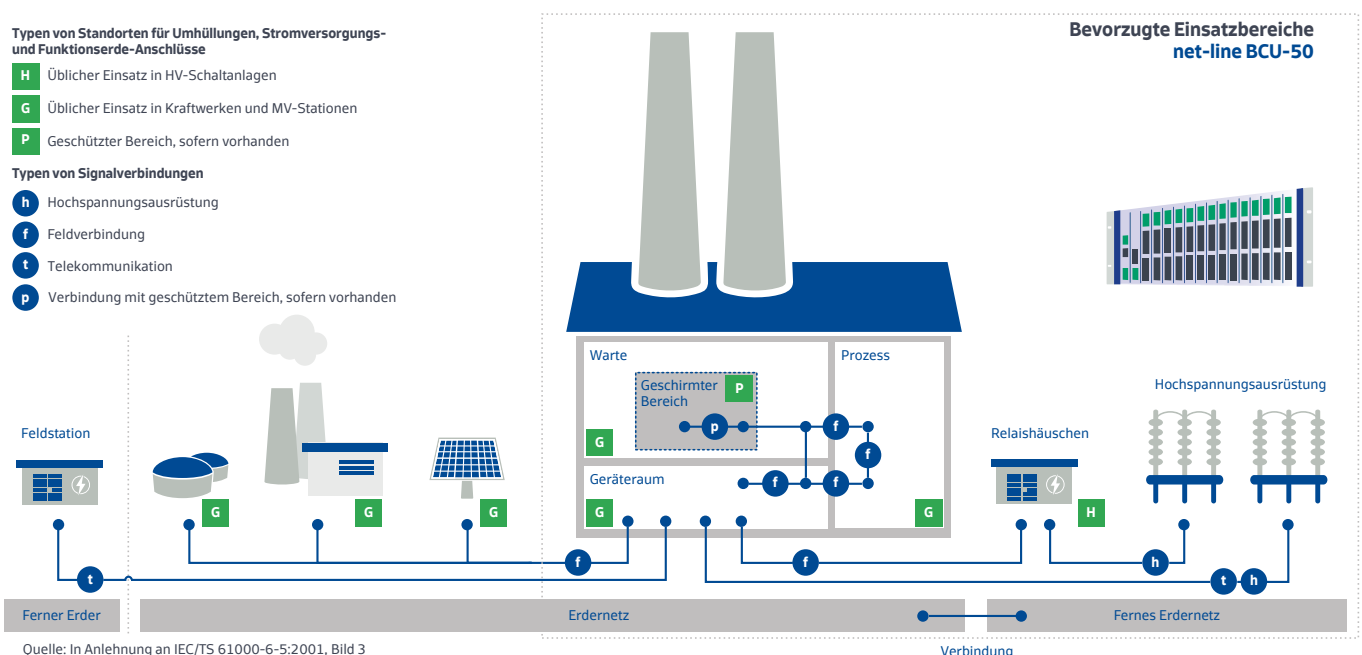 Typen von Standorten für Umhüllungen, Stromversorgungs-
und Funktionserde-Anschlüsse
H Üblicher Einsatz in HV-Schaltanlagen
G Üblicher Einsatz in Kraftwerken und MV-Stationen
P Geschützter Bereich, sofern vorhanden
Typen von Signalverbindungen
h Hochspannungsausrüstung
f Feldverbindung
t Telekommunikation
p Verbindung mit geschütztem Bereich, sofern vorhanden
Bevorzugte Einsatzbereiche
net-line BCU-50
Feldstation
G
G
G
Warte
Geschirmter
Bereich
P
p
G
Prozess
f
f
Geräteraum
f
f
G
G
Relaishäuschen
H
Hochspannungsausrüstung
t
f
f
h
t
h
Ferner Erder
Erdernetz
Fernes Erdernetz
Quelle: In Anlehnung an IEC/TS 61000-6-5:2001, Bild 3
Verbindung